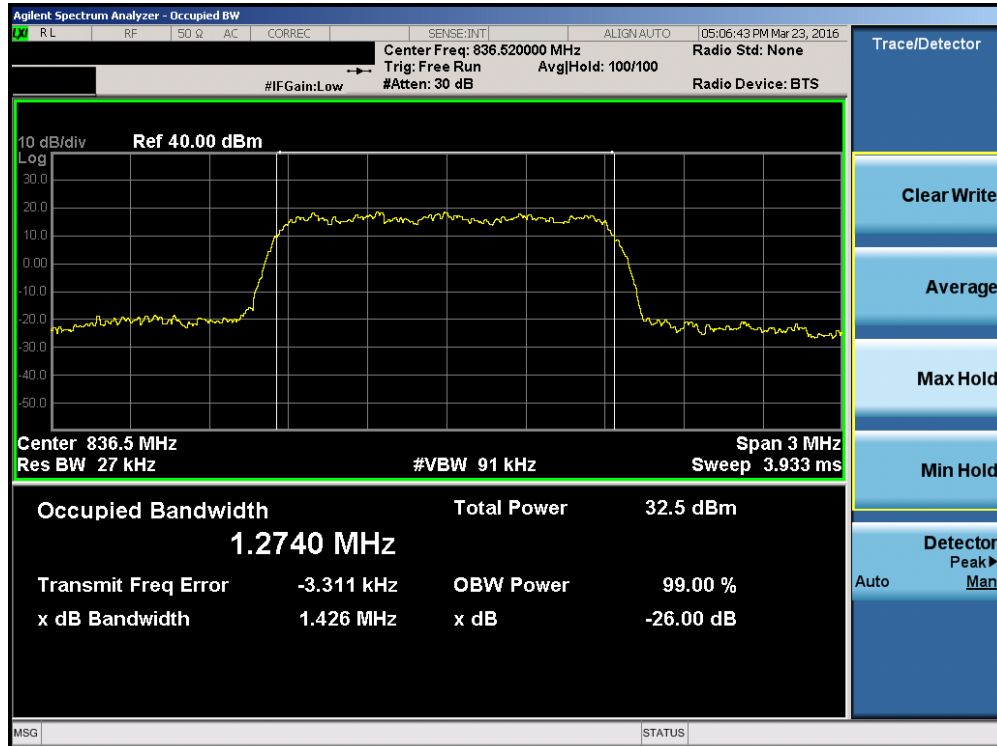 Agilent Spectrum Analyzer - Occupied BW
LXI RL RF 50 Ω AC CORREC SENSE:INT ALIGN AUTO 05:06:43 PM Mar 23, 2016
Center Freq: 836.520000 MHz Radio Std: None
Trig: Free Run Avg|Hold: 100/100
#IFGain:Low #Atten: 30 dB Radio Device: BTS
10 dB/div Ref 40.00 dBm
Log
30.0
20.0
10.0
0.00
-10.0
-20.0
-30.0
-40.0
-50.0
Center 836.5 MHz Span 3 MHz
Res BW 27 kHz #VBW 91 kHz Sweep 3.933 ms
Occupied Bandwidth Total Power 32.5 dBm
1.2740 MHz
Transmit Freq Error -3.311 kHz OBW Power 99.00 %
x dB Bandwidth 1.426 MHz x dB -26.00 dB
MSG STATUS
Trace/Detector
Clear Write
Average
Max Hold
Min Hold
Detector
Peak▶
Auto Man